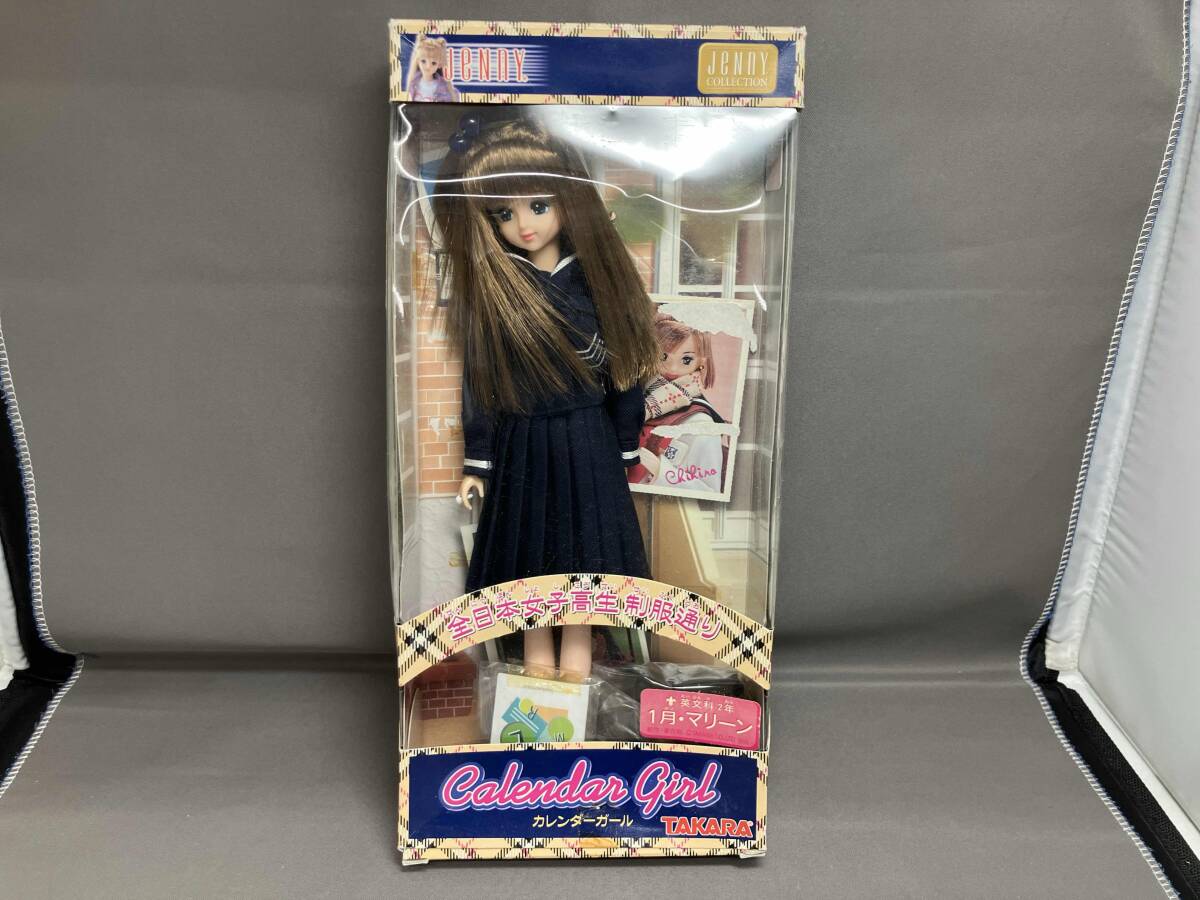 JeNNY
JeNNY
COLLECTION
Chihiro
全日本女子高生 制服通り
英文科2年
1月・マリーン
Calendar Girl
カレンダーガール
TAKARA